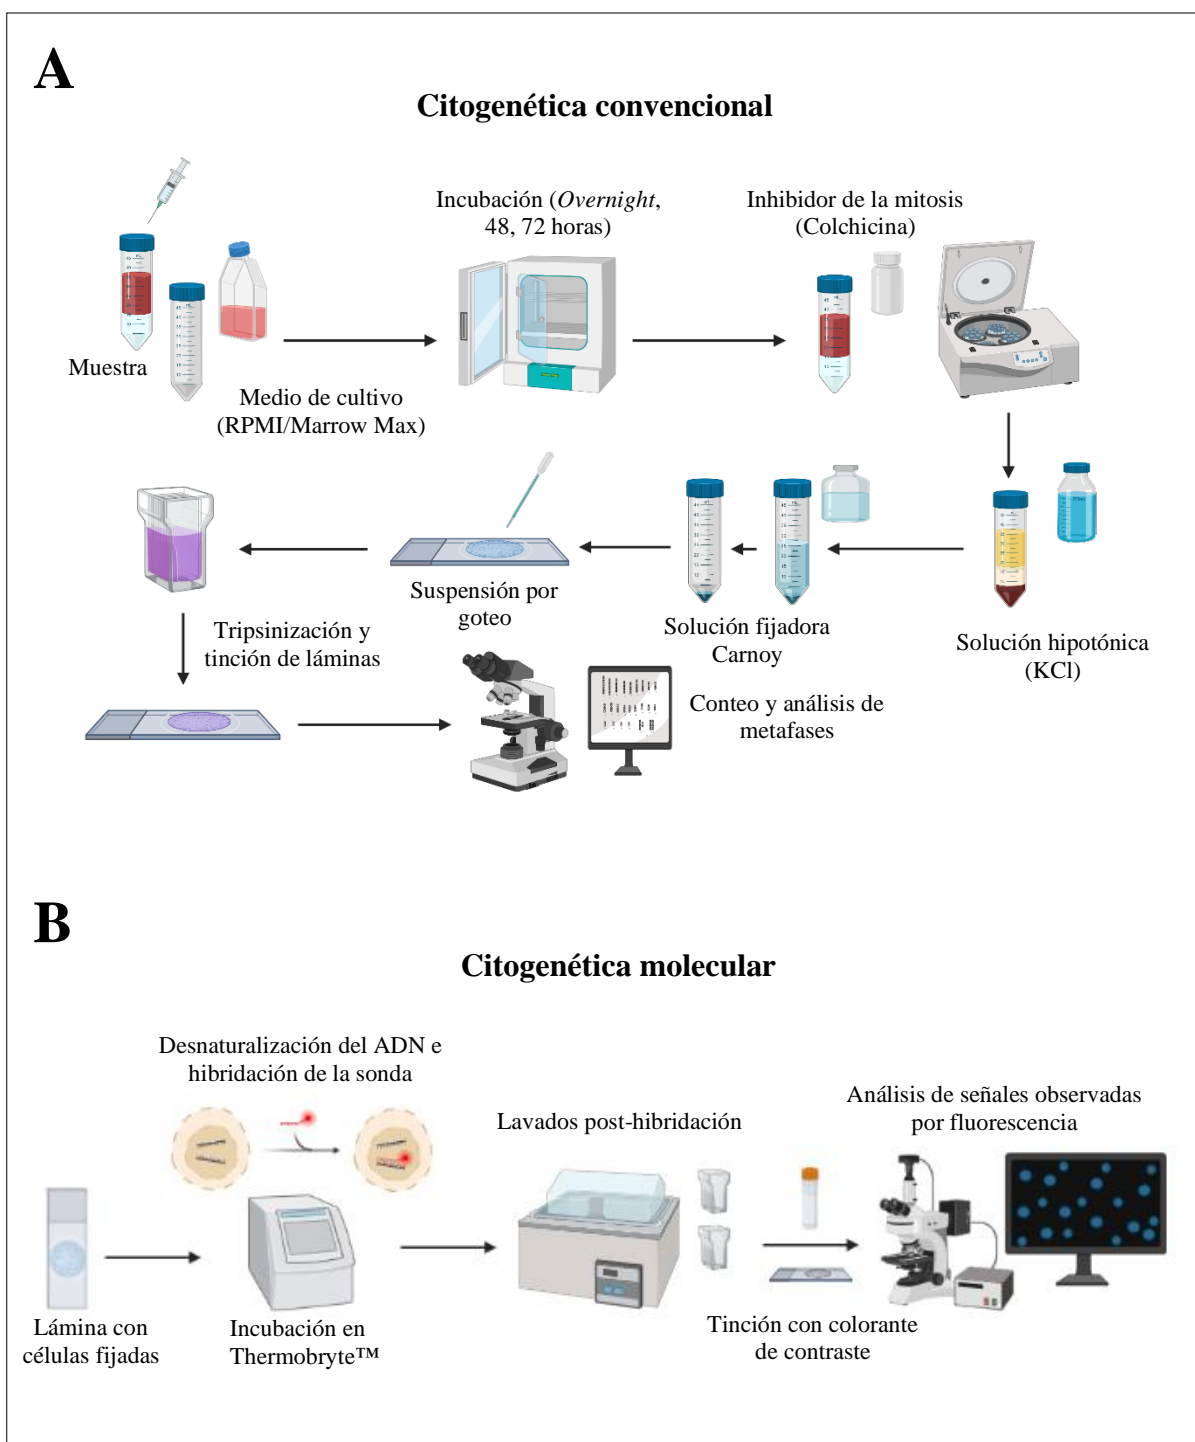 A
Citogenética convencional
Incubación (Overnight,
48, 72 horas)
Inhibidor de la mitosis
(Colchicina)
Muestra
Medio de cultivo
(RPMI/Marrow Max)
Suspensión por
goteo
Solución fijadora
Carnoy
Solución hipotónica
(KCl)
Tripsinización y
tinción de láminas
Conteo y análisis de
metafases
B
Citogenética molecular
Desnaturalización del ADN e
hibridación de la sonda
Lavados post-hibridación
Análisis de señales observadas
por fluorescencia
Lámina con
células fijadas
Incubación en
Thermobryte™
Tinción con colorante
de contraste